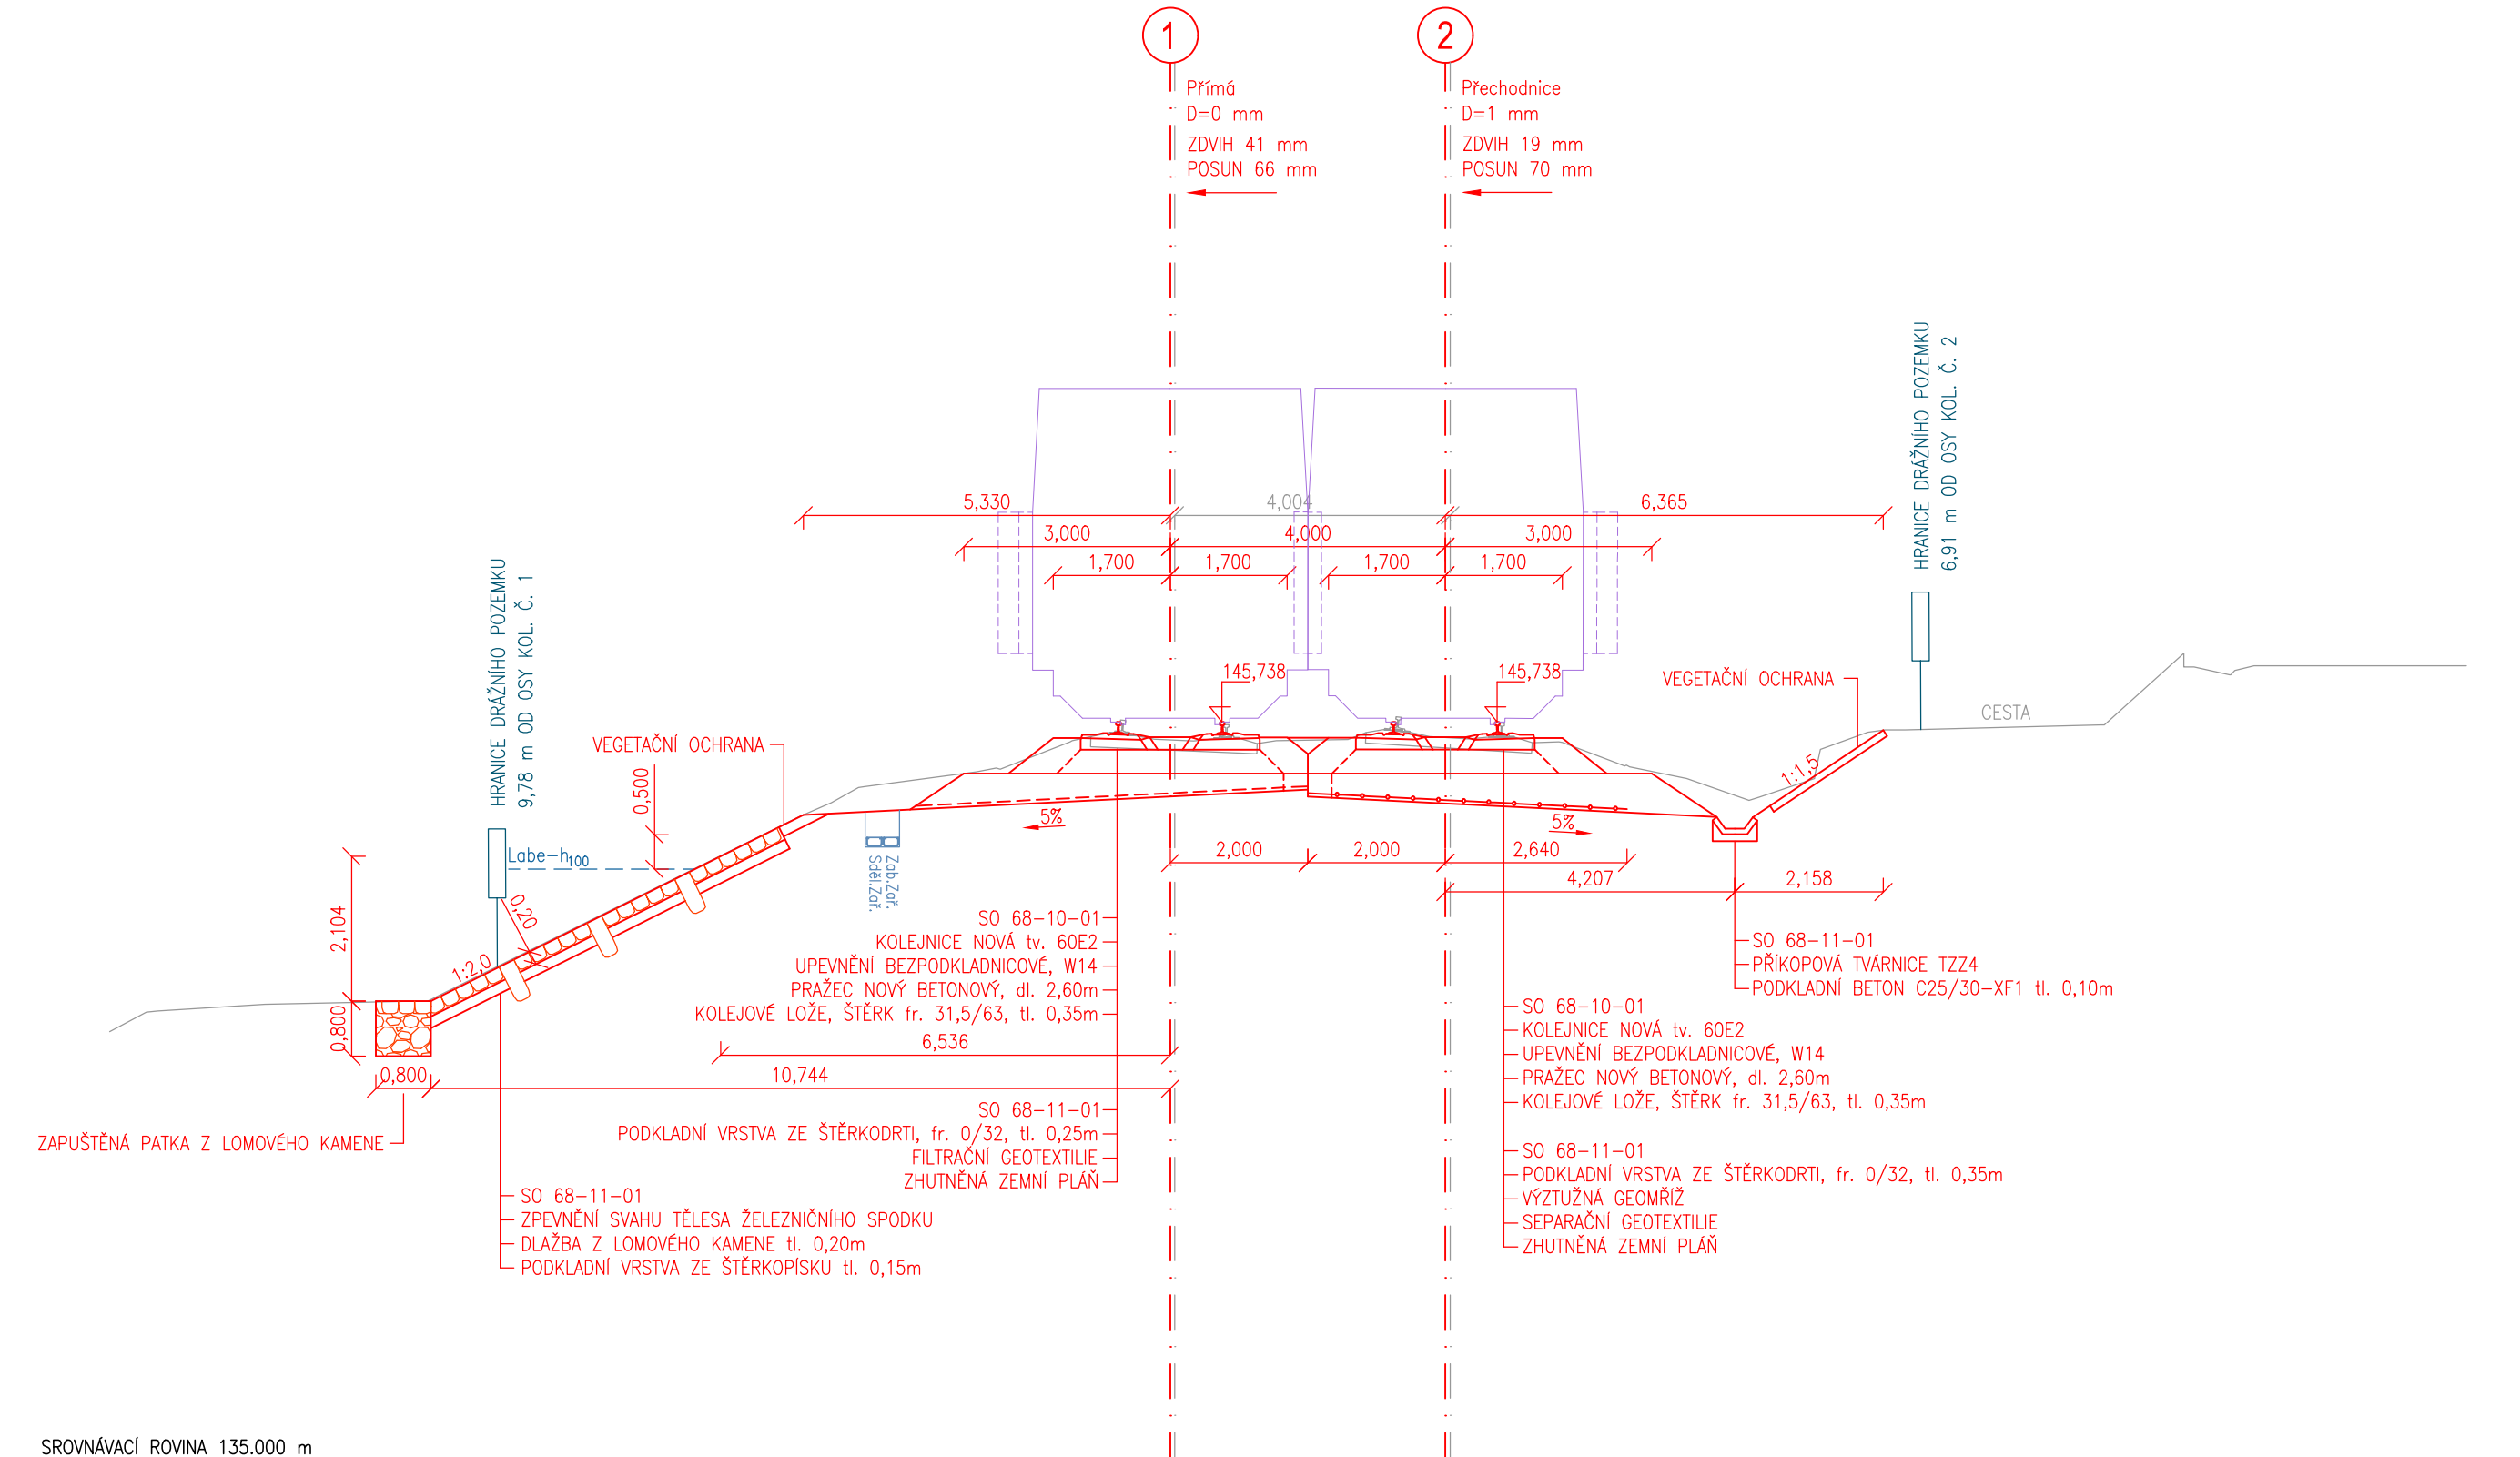 1
2
Přímá
D=0 mm
ZDVIH 41 mm
POSUN 66 mm
Přechodnice
D=1 mm
ZDVIH 19 mm
POSUN 70 mm
HRANICE DRÁŽNÍHO POZEMKU
6,91 m OD OSY KOL. Č. 2
5,330
4,004
6,365
3,000
4,000
3,000
1,700
1,700
1,700
1,700
HRANICE DRÁŽNÍHO POZEMKU
9,78 m OD OSY KOL. Č. 1
145,738
145,738
VEGETAČNÍ OCHRANA
CESTA
VEGETAČNÍ OCHRANA
0,500
1:1,5
5%
5%
Labe-h100
Zab.Zař.
Sděl.Zař.
2,000
2,000
2,640
4,207
2,158
0,20
2,104
1:2,0
0,800
0,800
SO 68-10-01
KOLEJNICE NOVÁ tv. 60E2
UPEVNĚNÍ BEZPODKLADNICOVÉ, W14
PRAŽEC NOVÝ BETONOVÝ, dl. 2,60m
KOLEJOVÉ LOŽE, ŠTĚRK fr. 31,5/63, tl. 0,35m
6,536
10,744
SO 68-11-01
PODKLADNÍ VRSTVA ZE ŠTĚRKODRTI, fr. 0/32, tl. 0,25m
FILTRAČNÍ GEOTEXTILIE
ZHUTNĚNÁ ZEMNÍ PLÁŇ
SO 68-11-01
PŘÍKOPOVÁ TVÁRNICE TZZ4
PODKLADNÍ BETON C25/30-XF1 tl. 0,10m
SO 68-10-01
KOLEJNICE NOVÁ tv. 60E2
UPEVNĚNÍ BEZPODKLADNICOVÉ, W14
PRAŽEC NOVÝ BETONOVÝ, dl. 2,60m
KOLEJOVÉ LOŽE, ŠTĚRK fr. 31,5/63, tl. 0,35m
SO 68-11-01
PODKLADNÍ VRSTVA ZE ŠTĚRKODRTI, fr. 0/32, tl. 0,35m
VÝZTUŽNÁ GEOMŘÍŽ
SEPARAČNÍ GEOTEXTILIE
ZHUTNĚNÁ ZEMNÍ PLÁŇ
ZAPUŠTĚNÁ PATKA Z LOMOVÉHO KAMENE
SO 68-11-01
ZPEVNĚNÍ SVAHU TĚLESA ŽELEZNIČNÍHO SPODKU
DLAŽBA Z LOMOVÉHO KAMENE tl. 0,20m
PODKLADNÍ VRSTVA ZE ŠTĚRKOPÍSKU tl. 0,15m
SROVNÁVACÍ ROVINA 135.000 m